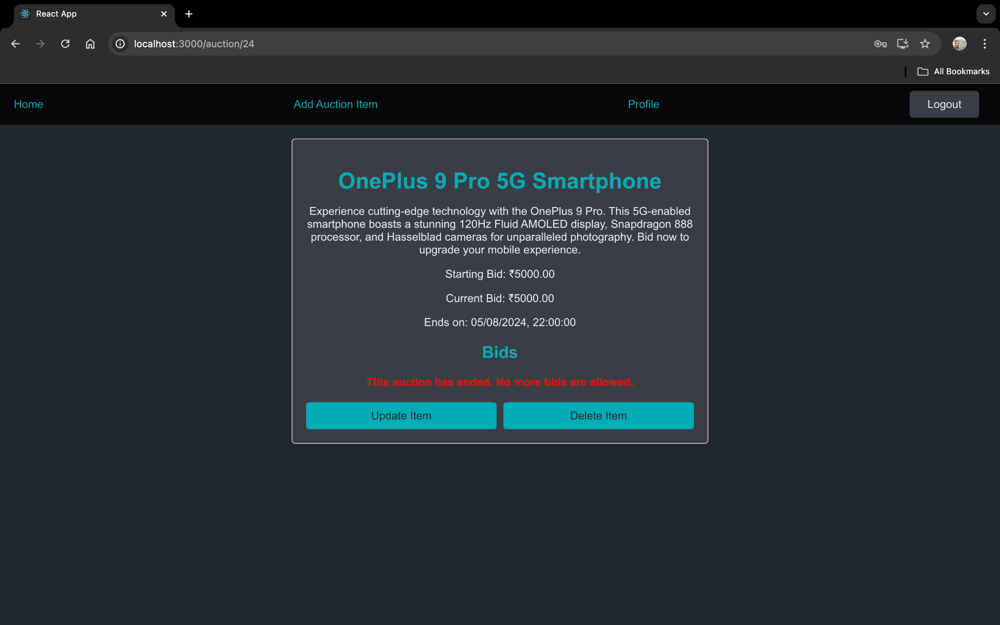 React App
localhost:3000/auction/24
All Bookmarks
Home
Add Auction Item
Profile
Logout
OnePlus 9 Pro 5G Smartphone
Experience cutting-edge technology with the OnePlus 9 Pro. This 5G-enabled
smartphone boasts a stunning 120Hz Fluid AMOLED display, Snapdragon 888
processor, and Hasselblad cameras for unparalleled photography. Bid now to
upgrade your mobile experience.
Starting Bid: ₹5000.00
Current Bid: ₹5000.00
Ends on: 05/08/2024, 22:00:00
Bids
This auction has ended. No more bids are allowed.
Update Item
Delete Item